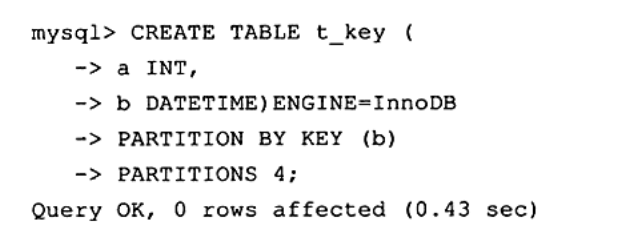 mysql> CREATE TABLE t_key (
-> a INT,
-> b DATETIME)ENGINE=InnoDB
-> PARTITION BY KEY (b)
-> PARTITIONS 4;
Query OK, 0 rows affected (0.43 sec)